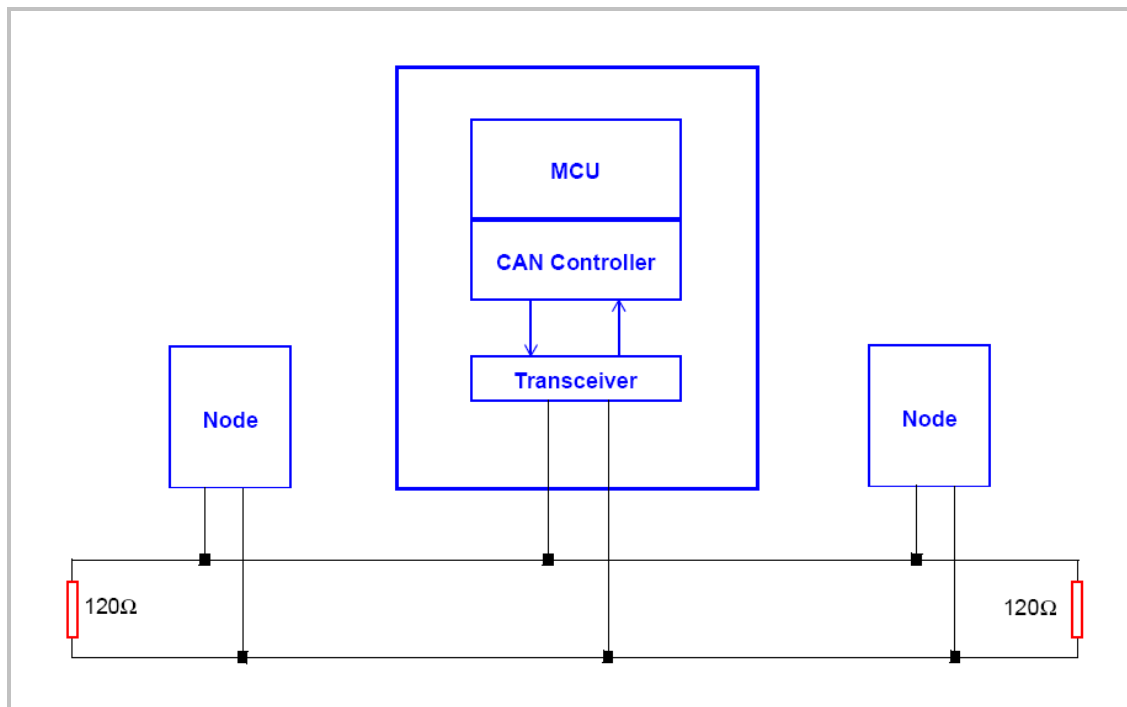 MCU
CAN Controller
Transceiver
Node
Node
120Ω
120Ω